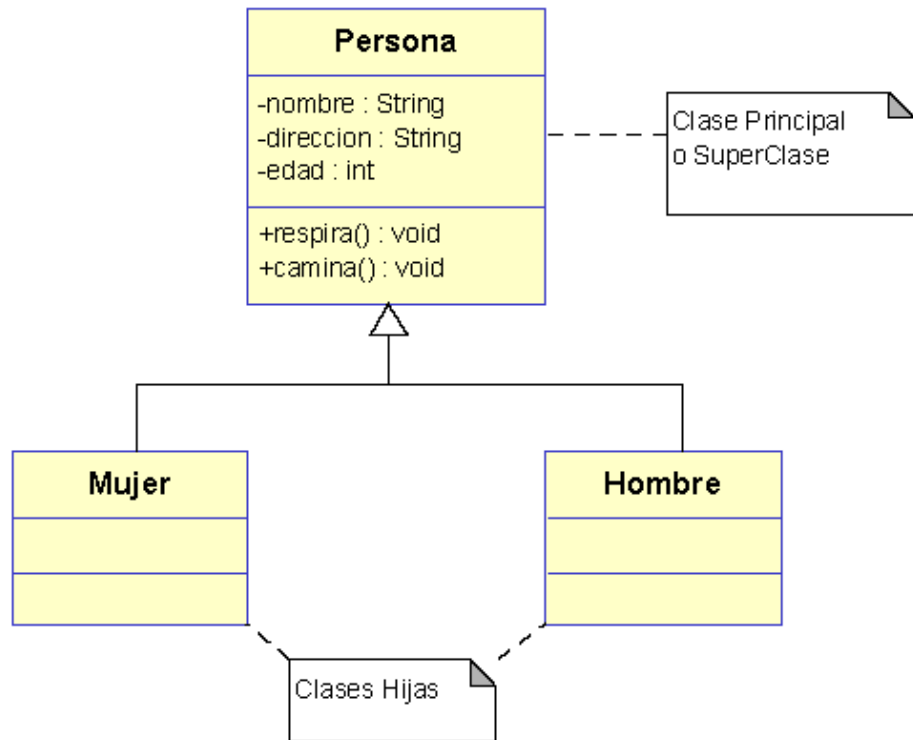 Persona
-nombre : String
-direccion : String
-edad : int
+respira() : void
+camina() : void
Clase Principal
o SuperClase
Mujer
Hombre
Clases Hijas